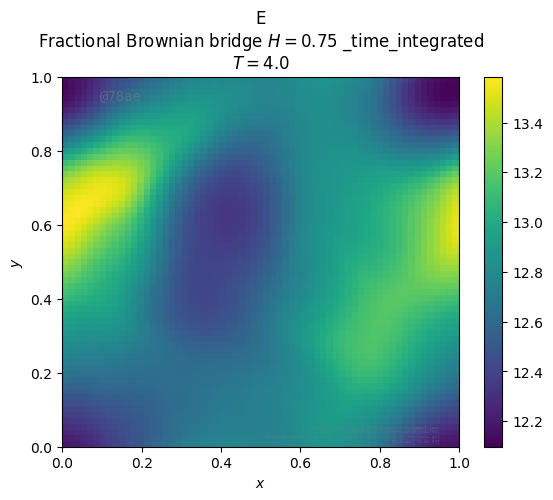 E
Fractional Brownian bridge H = 0.75 _time_integrated
T = 4.0
@78ae
1.0
0.8
0.6
0.4
0.2
0.0
y
0.0 0.2 0.4 0.6 0.8 1.0
x
13.4
13.2
13.0
12.8
12.6
12.4
12.2